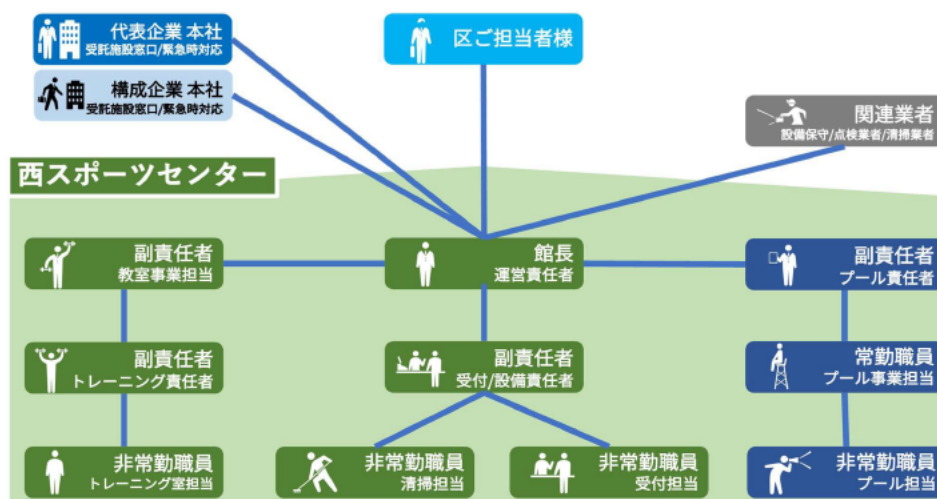 代表企業 本社
受託施設窓口/緊急時対応
区ご担当者様
構成企業 本社
受託施設窓口/緊急時対応
関連業者
設備保守/点検業者/清掃業者
西スポーツセンター
副責任者
教室事業担当
館長
運営責任者
副責任者
プール責任者
副責任者
トレーニング責任者
副責任者
受付/設備責任者
常勤職員
プール事業担当
非常勤職員
トレーニング室担当
非常勤職員
清掃担当
非常勤職員
受付担当
非常勤職員
プール担当